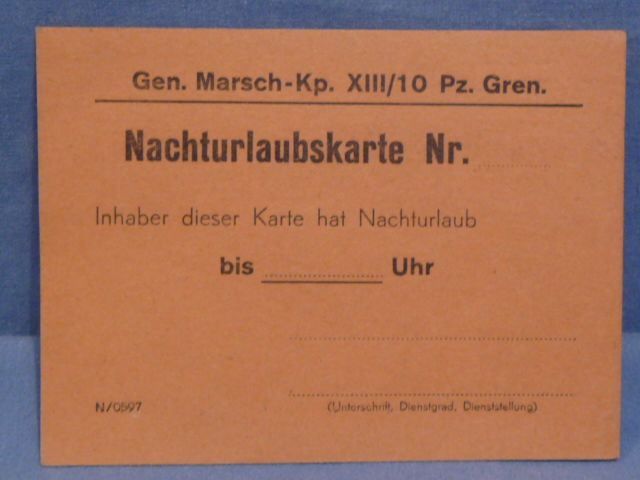 Gen. Marsch-Kp. XIII/10 Pz. Gren.
Nachturlaubskarte Nr.
Inhaber dieser Karte hat Nachturlaub
bis Uhr
N/0597
(Unterschrift, Dienstgrad, Dienststellung)